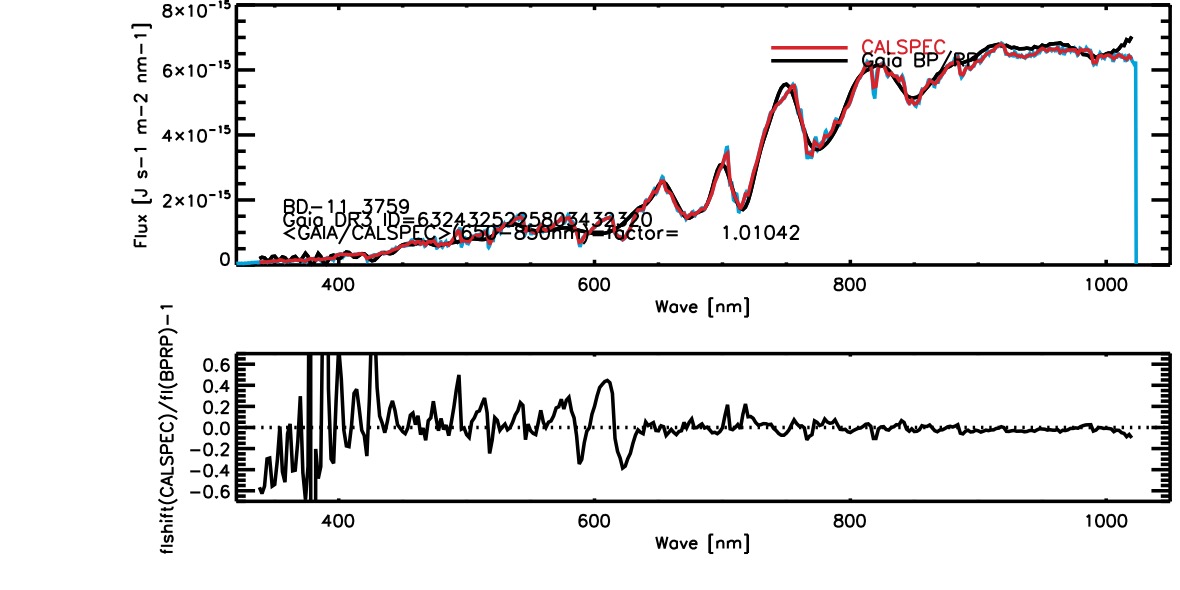 8×10−15
6×10−15
4×10−15
2×10−15
0
Flux [J s−1 m−2 nm−1]
CALSPEC
Gaia BP/RP
BD−11 3759
Gaia DR3 ID=6324325225803432320
<GAIA/CALSPEC>(650−850nm)=factor= 1.01042
400 600 800 1000
Wave [nm]
flshift(CALSPEC)/fl(BPRP)−1
0.6
0.4
0.2
0.0
−0.2
−0.4
−0.6
400 600 800 1000
Wave [nm]